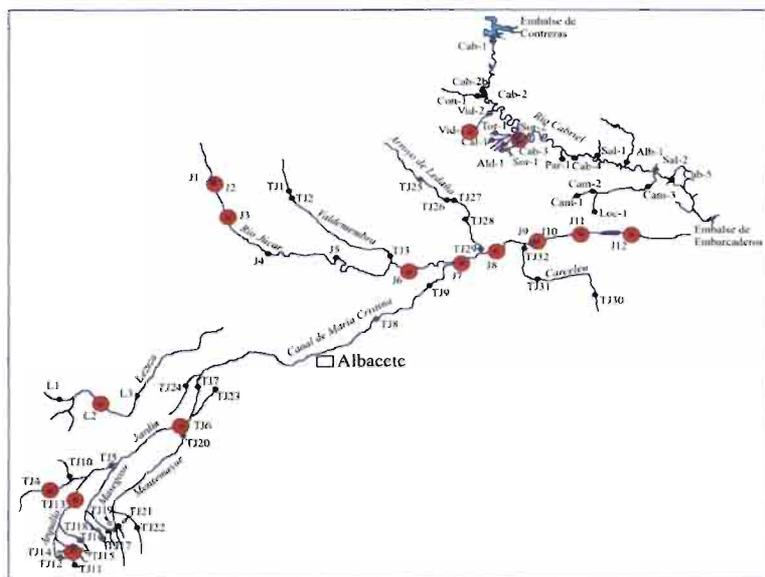 Embalse de
Contreras
Cab-1
Cab-2b
Cab-2
Con-1
Vid-2
Río Cabriel
Vid-
Tor-1
Cal-1
Cab-3
Ald-1
Sor-1
Par-1
Cab-4
Sal-1
Alb-1
Sal-2
Cab-5
Cam-2
Cam-1
Cam-3
Loc-1
Embalse de
Embarcaderos
Arroyo de Ledaña
TJ25
TJ26
TJ27
TJ28
TJ29
J1
J2
J3
Río Júcar
J4
J5
TJ1
TJ2
Valdemembra
TJ3
J6
J7
J8
J9
J10
J11
J12
TJ32
Carcelen
TJ31
TJ30
TJ9
TJ8
Canal de María Cristina
Albacete
Lezuza
L1
L2
L3
TJ24
TJ7
TJ23
TJ6
TJ20
Jardín
TJ5
TJ10
TJ4
TJ13
Montemayor
TJ19
TJ21
TJ22
TJ18
TJ17
TJ14
TJ15
TJ12
TJ11